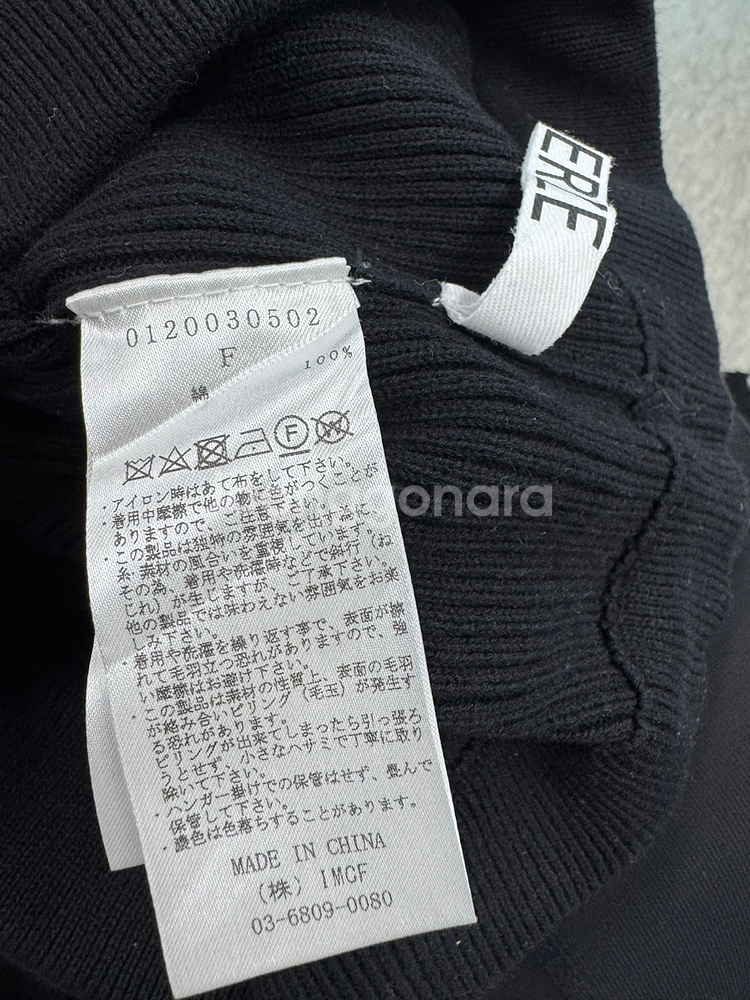 ERIE
0120030502
F
綿 100%
F W
・アイロン時はあて布をして下さい。
・着用中摩擦で他の物に色がつくことが
ありますので、ご注意下さい。
・この製品は独特の雰囲気を出す為に、
糸・素材の風合いを重視しています。
その為、着用や洗濯時などで斜行(ね
じれ)が生じますが、ご了承下さい。
他の製品では味わえない雰囲気をお楽
しみ下さい。
・着用や洗濯を繰り返す事で、表面が擦
れて毛羽立つ恐れがありますので、強
い摩擦はお避け下さい。
・この製品は素材の性質上、表面の毛羽
が絡み合いピリング(毛玉)が発生す
る恐れがあります。
ピリングが出来てしまったら引っ張ろ
うとせず、小さなハサミで丁寧に取り
除いて下さい。
・ハンガー掛けでの保管はせず、畳んで
保管して下さい。
・濃色は色落ちすることがあります。
MADE IN CHINA
(株) IMCF
03-6809-0080